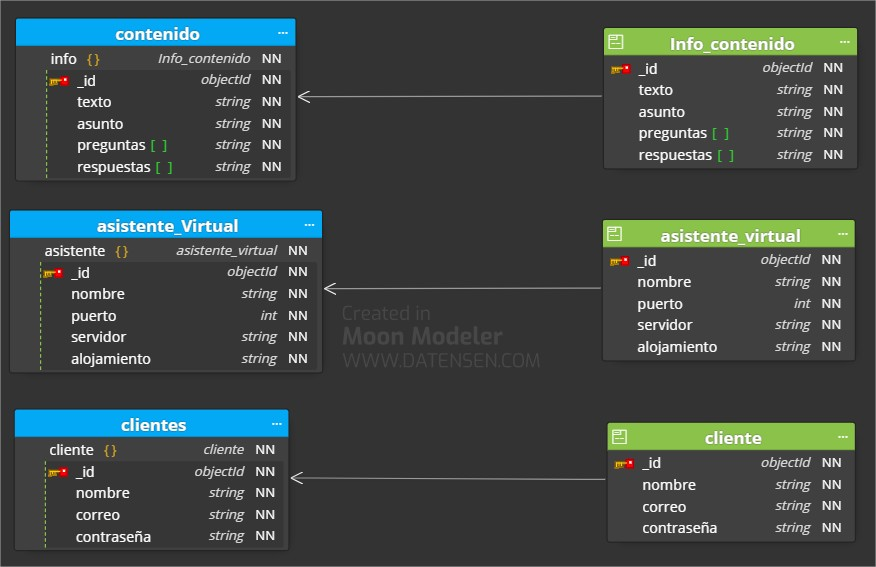 contenido ...
info {} Info_contenido NN
_id objectId NN
texto string NN
asunto string NN
preguntas [ ] string NN
respuestas [ ] string NN
Info_contenido ...
_id objectId NN
texto string NN
asunto string NN
preguntas [ ] string NN
respuestas [ ] string NN
asistente_Virtual ...
asistente {} asistente_virtual NN
_id objectId NN
nombre string NN
puerto int NN
servidor string NN
alojamiento string NN
asistente_virtual ...
_id objectId NN
nombre string NN
puerto int NN
servidor string NN
alojamiento string NN
Created in
Moon Modeler
WWW.DATENSEN.COM
clientes ...
cliente {} cliente NN
_id objectId NN
nombre string NN
correo string NN
contraseña string NN
cliente ...
_id objectId NN
nombre string NN
correo string NN
contraseña string NN